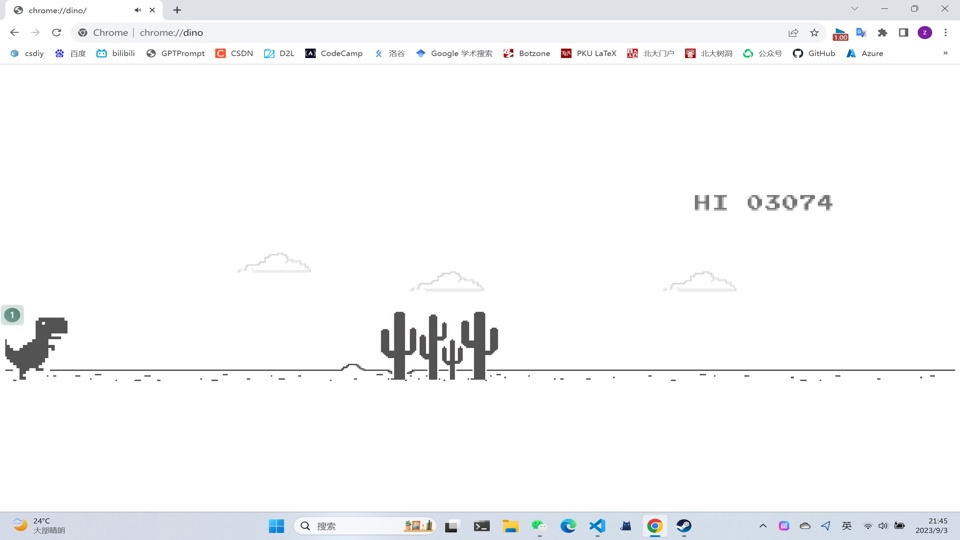 chrome://dino/
Chrome | chrome://dino
1.00
z
csdiy 百度 bilibili GPTPrompt CSDN D2L CodeCamp 洛谷 Google 学术搜索 Botzone PKU LaTeX 北大门户 北大树洞 公众号 GitHub Azure »
HI 03074
1
24°C
大部晴朗
搜索
英
21:45
2023/9/3